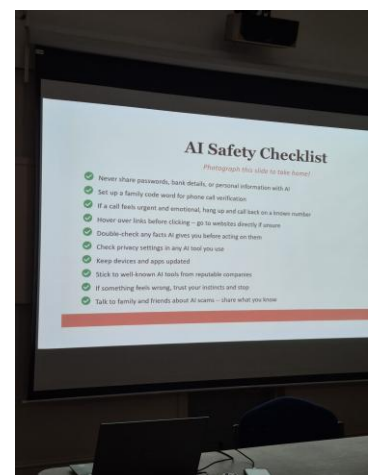 AI Safety Checklist
Photograph this slide to take home!
Never share passwords, bank details, or personal information with AI
Set up a family code word for phone call verification
If a call feels urgent and emotional, hang up and call back on a known number
Hover over links before clicking – go to websites directly if unsure
Double-check any facts AI gives you before acting on them
Check privacy settings in any AI tool you use
Keep devices and apps updated
Stick to well-known AI tools from reputable companies
If something feels wrong, trust your instincts and stop
Talk to family and friends about AI scams – share what you know